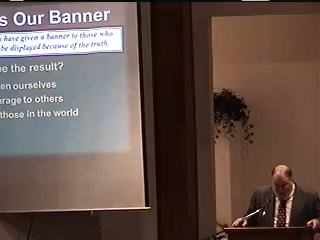 s Our Banner
have given a banner to those who
be displayed because of the truth.
e the result?
en ourselves
rage to others
those in the world